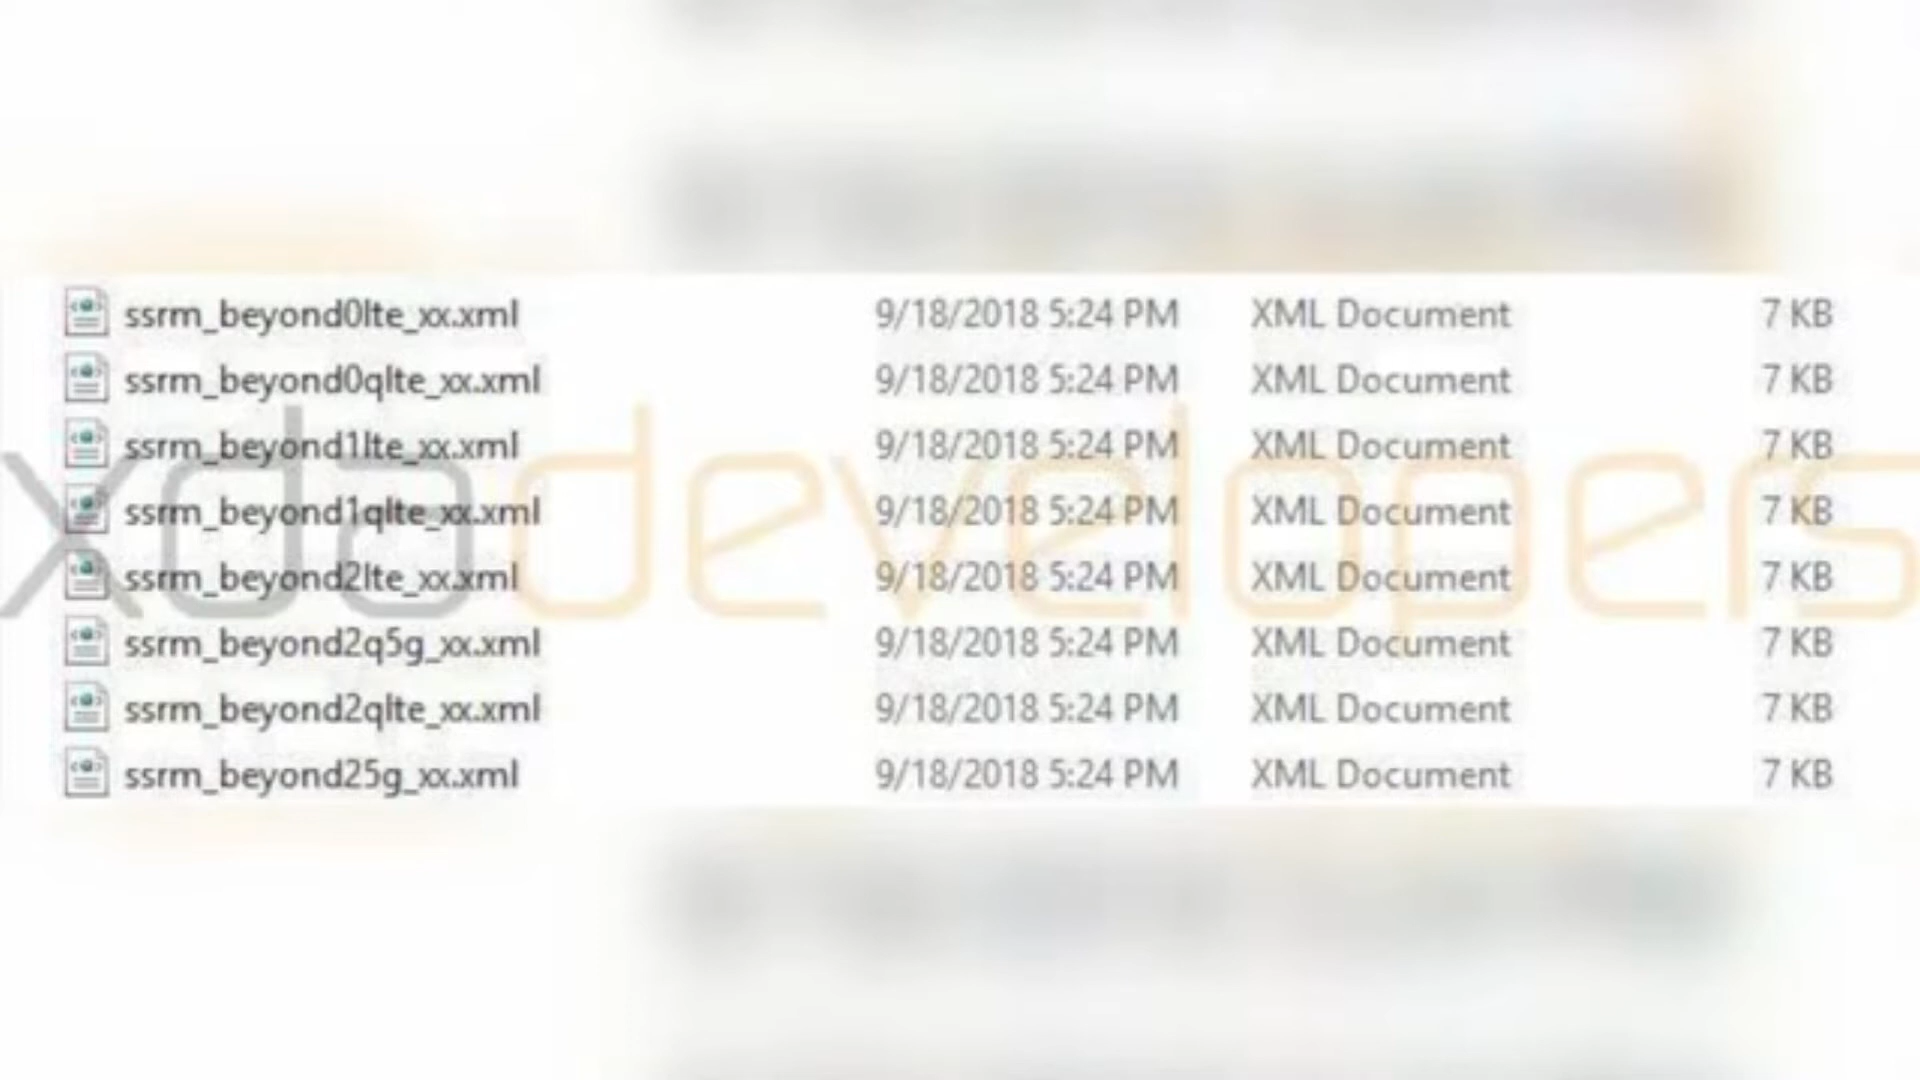 ssrm_beyond0lte_xx.xml 9/18/2018 5:24 PM XML Document 7 KB
ssrm_beyond0qlte_xx.xml 9/18/2018 5:24 PM XML Document 7 KB
ssrm_beyond1lte_xx.xml 9/18/2018 5:24 PM XML Document 7 KB
xdadevelopers
ssrm_beyond1qlte_xx.xml 9/18/2018 5:24 PM XML Document 7 KB
ssrm_beyond2lte_xx.xml 9/18/2018 5:24 PM XML Document 7 KB
ssrm_beyond2q5g_xx.xml 9/18/2018 5:24 PM XML Document 7 KB
ssrm_beyond2qlte_xx.xml 9/18/2018 5:24 PM XML Document 7 KB
ssrm_beyond25g_xx.xml 9/18/2018 5:24 PM XML Document 7 KB